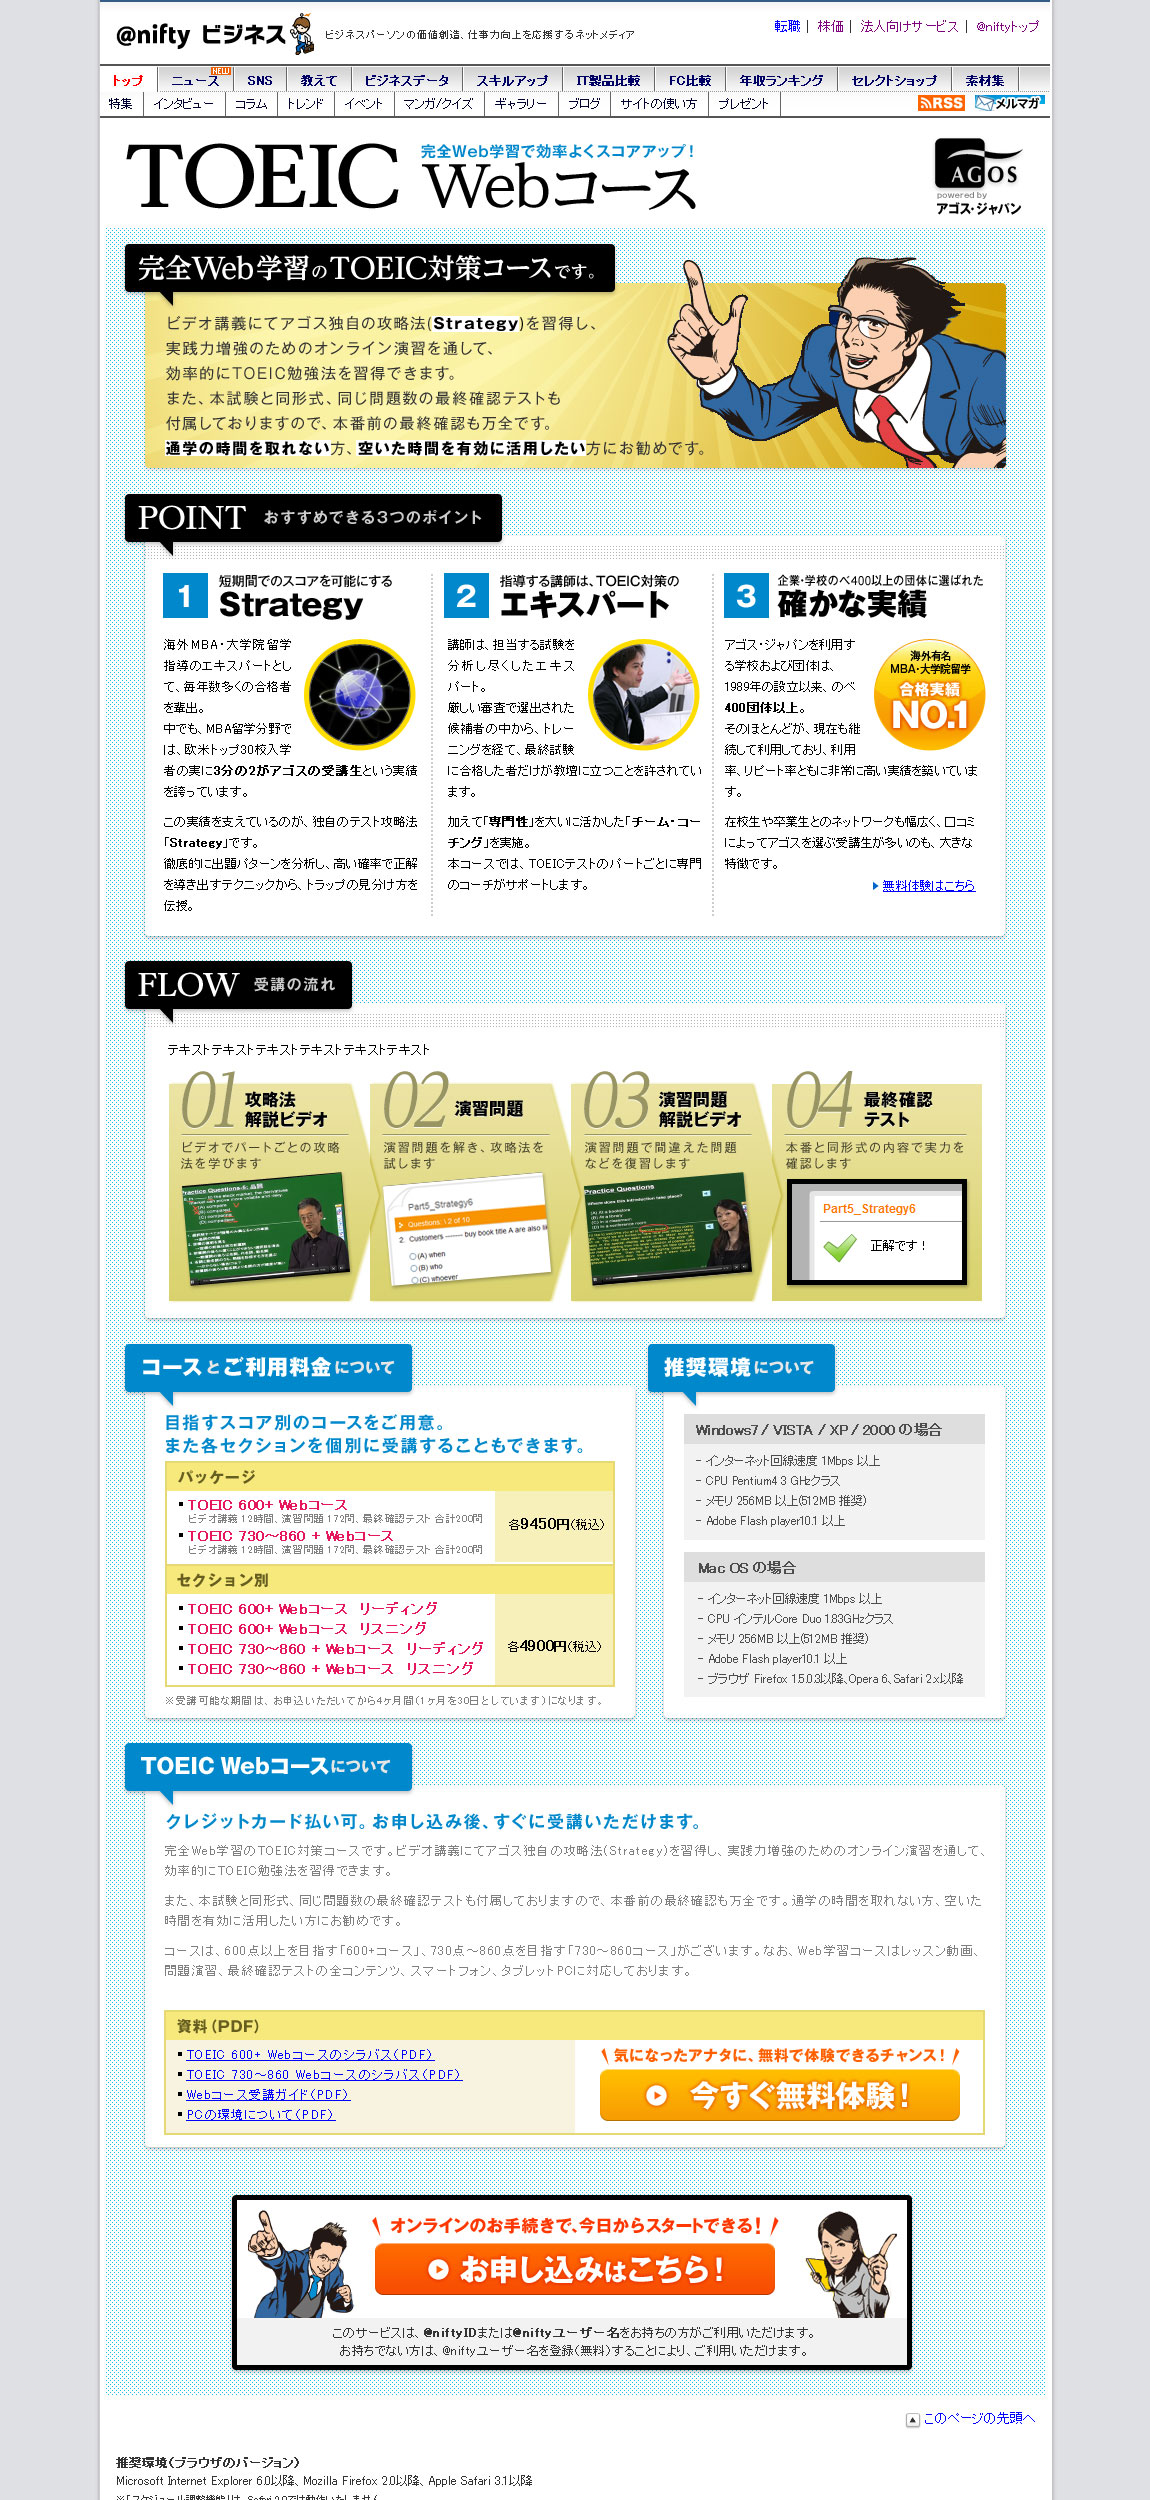 @nifty ビジネス
ビジネスパーソンの価値創造、仕事力向上を応援するネットメディア
転職 | 株価 | 法人向けサービス | @niftyトップ
トップ ニュース NEW SNS 教えて ビジネスデータ スキルアップ IT製品比較 FC比較 年収ランキング セレクトショップ 素材集
特集 インタビュー コラム トレンド イベント マンガ/クイズ ギャラリー ブログ サイトの使い方 プレゼント RSS メルマガ
TOEIC
完全Web学習で効率よくスコアアップ!
Webコース
AGOS
powered by
アゴス・ジャパン
完全Web学習のTOEIC対策コースです。
ビデオ講義にてアゴス独自の攻略法(Strategy)を習得し、
実践力増強のためのオンライン演習を通して、
効率的にTOEIC勉強法を習得できます。
また、本試験と同形式、同じ問題数の最終確認テストも
付属しておりますので、本番前の最終確認も万全です。
通学の時間を取れない方、空いた時間を有効に活用したい方にお勧めです。
POINT おすすめできる3つのポイント
1
短期間でのスコアを可能にする
Strategy
海外MBA・大学院留学
指導のエキスパートとし
て、毎年数多くの合格者
を輩出。
中でも、MBA留学分野で
は、欧米トップ30校入学
者の実に3分の2がアゴスの受講生という実績
を誇っています。
この実績を支えているのが、独自のテスト攻略法
「Strategy」です。
徹底的に出題パターンを分析し、高い確率で正解
を導き出すテクニックから、トラップの見分け方を
伝授。
2
指導する講師は、TOEIC対策の
エキスパート
講師は、担当する試験を
分析し尽くしたエキス
パート。
厳しい審査で選出された
候補者の中から、トレー
ニングを経て、最終試験
に合格した者だけが教壇に立つことを許されてい
ます。
加えて「専門性」を大いに活かした「チーム・コー
チング」を実施。
本コースでは、TOEICテストのパートごとに専門
のコーチがサポートします。
3
企業・学校のべ400以上の団体に選ばれた
確かな実績
アゴス・ジャパンを利用す
る学校および団体は、
1989年の設立以来、のべ
400団体以上。
そのほとんどが、現在も継
続して利用しており、利用
率、リピート率ともに非常に高い実績を築いていま
す。
海外有名
MBA・大学院留学
合格実績
NO.1
在校生や卒業生とのネットワークも幅広く、口コミ
によってアゴスを選ぶ受講生が多いのも、大きな
特徴です。
無料体験はこちら
FLOW 受講の流れ
テキストテキストテキストテキストテキストテキスト
01 攻略法
解説ビデオ
ビデオでパートごとの攻略
法を学びます
02 演習問題
演習問題を解き、攻略法を
試します
Part5_Strategy6
Questions: \ 2 of 10
2. Customers -------- buy book title A are also li
(A) when
(B) who
(C) whoever
03 演習問題
解説ビデオ
演習問題で間違えた問題
などを復習します
Practice Questions
04 最終確認
テスト
本番と同形式の内容で実力を
確認します
Part5_Strategy6
正解です!
コースとご利用料金について
目指すスコア別のコースをご用意。
また各セクションを個別に受講することもできます。
パッケージ
TOEIC 600+ Webコース
ビデオ講義 12時間、演習問題 172問、最終確認テスト 合計200問
TOEIC 730～860 + Webコース
ビデオ講義 12時間、演習問題 172問、最終確認テスト 合計200問
各9450円(税込)
セクション別
TOEIC 600+ Webコース リーディング
TOEIC 600+ Webコース リスニング
TOEIC 730～860 + Webコース リーディング
TOEIC 730～860 + Webコース リスニング
各4900円(税込)
※受講可能な期間は、お申込いただいてから4ヶ月間(1ヶ月を30日としています)になります。
推奨環境について
Windows7 / VISTA / XP / 2000 の場合
- インターネット回線速度 1Mbps 以上
- CPU Pentium4 3 GHzクラス
- メモリ 256MB 以上(512MB 推奨)
- Adobe Flash player10.1 以上
Mac OS の場合
- インターネット回線速度 1Mbps 以上
- CPU インテルCore Duo 1.83GHzクラス
- メモリ 256MB 以上(512MB 推奨)
- Adobe Flash player10.1 以上
- ブラウザ Firefox 1.5.0.3以降、Opera 6、Safari 2.x以降
TOEIC Webコースについて
クレジットカード払い可。お申し込み後、すぐに受講いただけます。
完全Web学習のTOEIC対策コースです。ビデオ講義にてアゴス独自の攻略法(Strategy)を習得し、実践力増強のためのオンライン演習を通して、
効率的にTOEIC勉強法を習得できます。
また、本試験と同形式、同じ問題数の最終確認テストも付属しておりますので、本番前の最終確認も万全です。通学の時間を取れない方、空いた
時間を有効に活用したい方にお勧めです。
コースは、600点以上を目指す「600+コース」、730点～860点を目指す「730～860コース」がございます。なお、Web学習コースはレッスン動画、
問題演習、最終確認テストの全コンテンツ、スマートフォン、タブレットPCに対応しております。
資料(PDF)
TOEIC 600+ Webコースのシラバス(PDF)
TOEIC 730～860 Webコースのシラバス(PDF)
Webコース受講ガイド(PDF)
PCの環境について(PDF)
気になったアナタに、無料で体験できるチャンス!
今すぐ無料体験!
オンラインのお手続きで、今日からスタートできる!
お申し込みはこちら!
このサービスは、@niftyIDまたは@niftyユーザー名をお持ちの方がご利用いただけます。
お持ちでない方は、@niftyユーザー名を登録(無料)することにより、ご利用いただけます。
このページの先頭へ
推奨環境(ブラウザのバージョン)
Microsoft Internet Explorer 6.0以降、Mozilla Firefox 2.0以降、Apple Safari 3.1以降